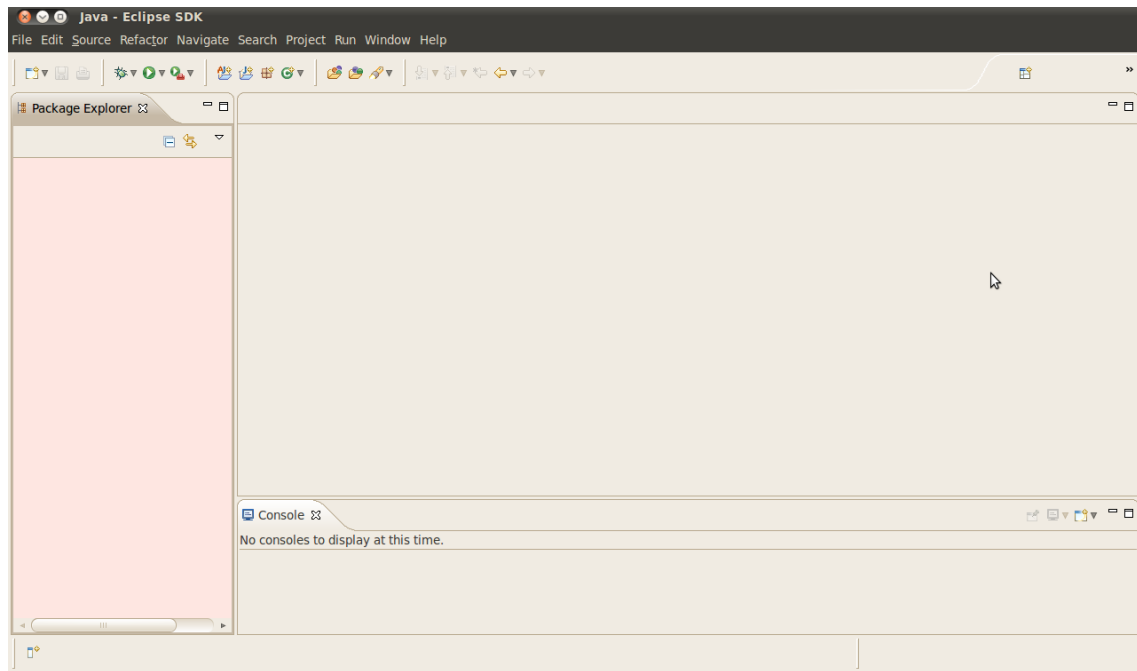 Java - Eclipse SDK
File Edit Source Refactor Navigate Search Project Run Window Help
Package Explorer
Console
No consoles to display at this time.